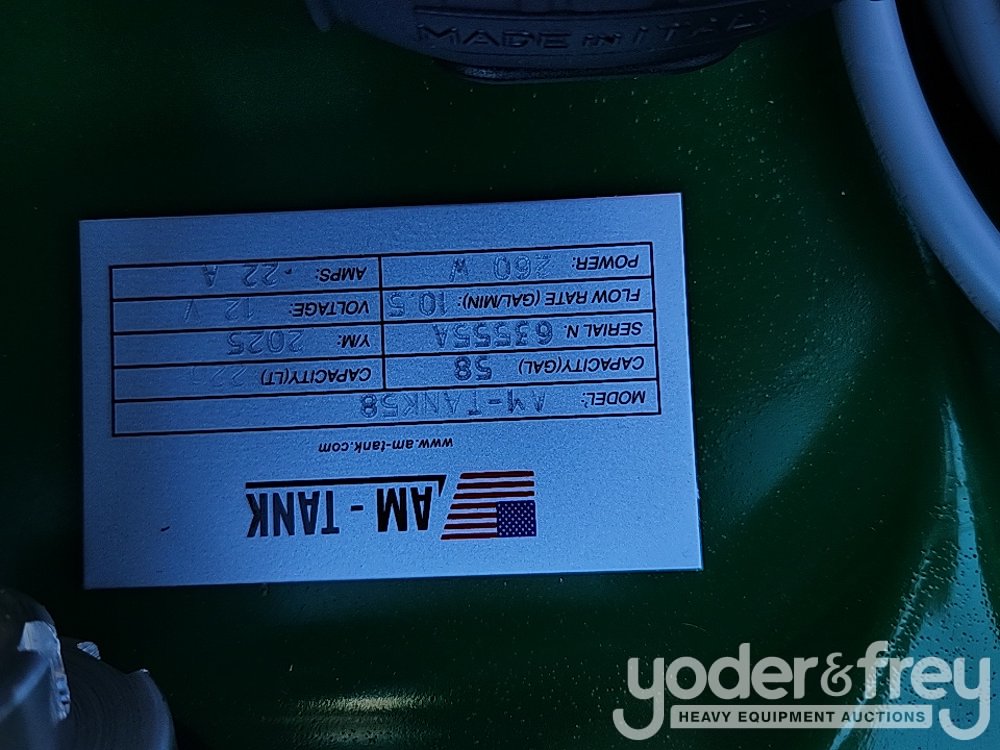 MADE IN ITALY
AM - TANK
www.am-tank.com
MODEL: AM-TANK58
CAPACITY(GAL) 58 CAPACITY(LT)
SERIAL N. 63555A Y/M: 2025
FLOW RATE (GAL/MIN): 10.5 VOLTAGE: 12 V
POWER: 260 W AMPS: 22 A
yoder&frey
HEAVY EQUIPMENT AUCTIONS